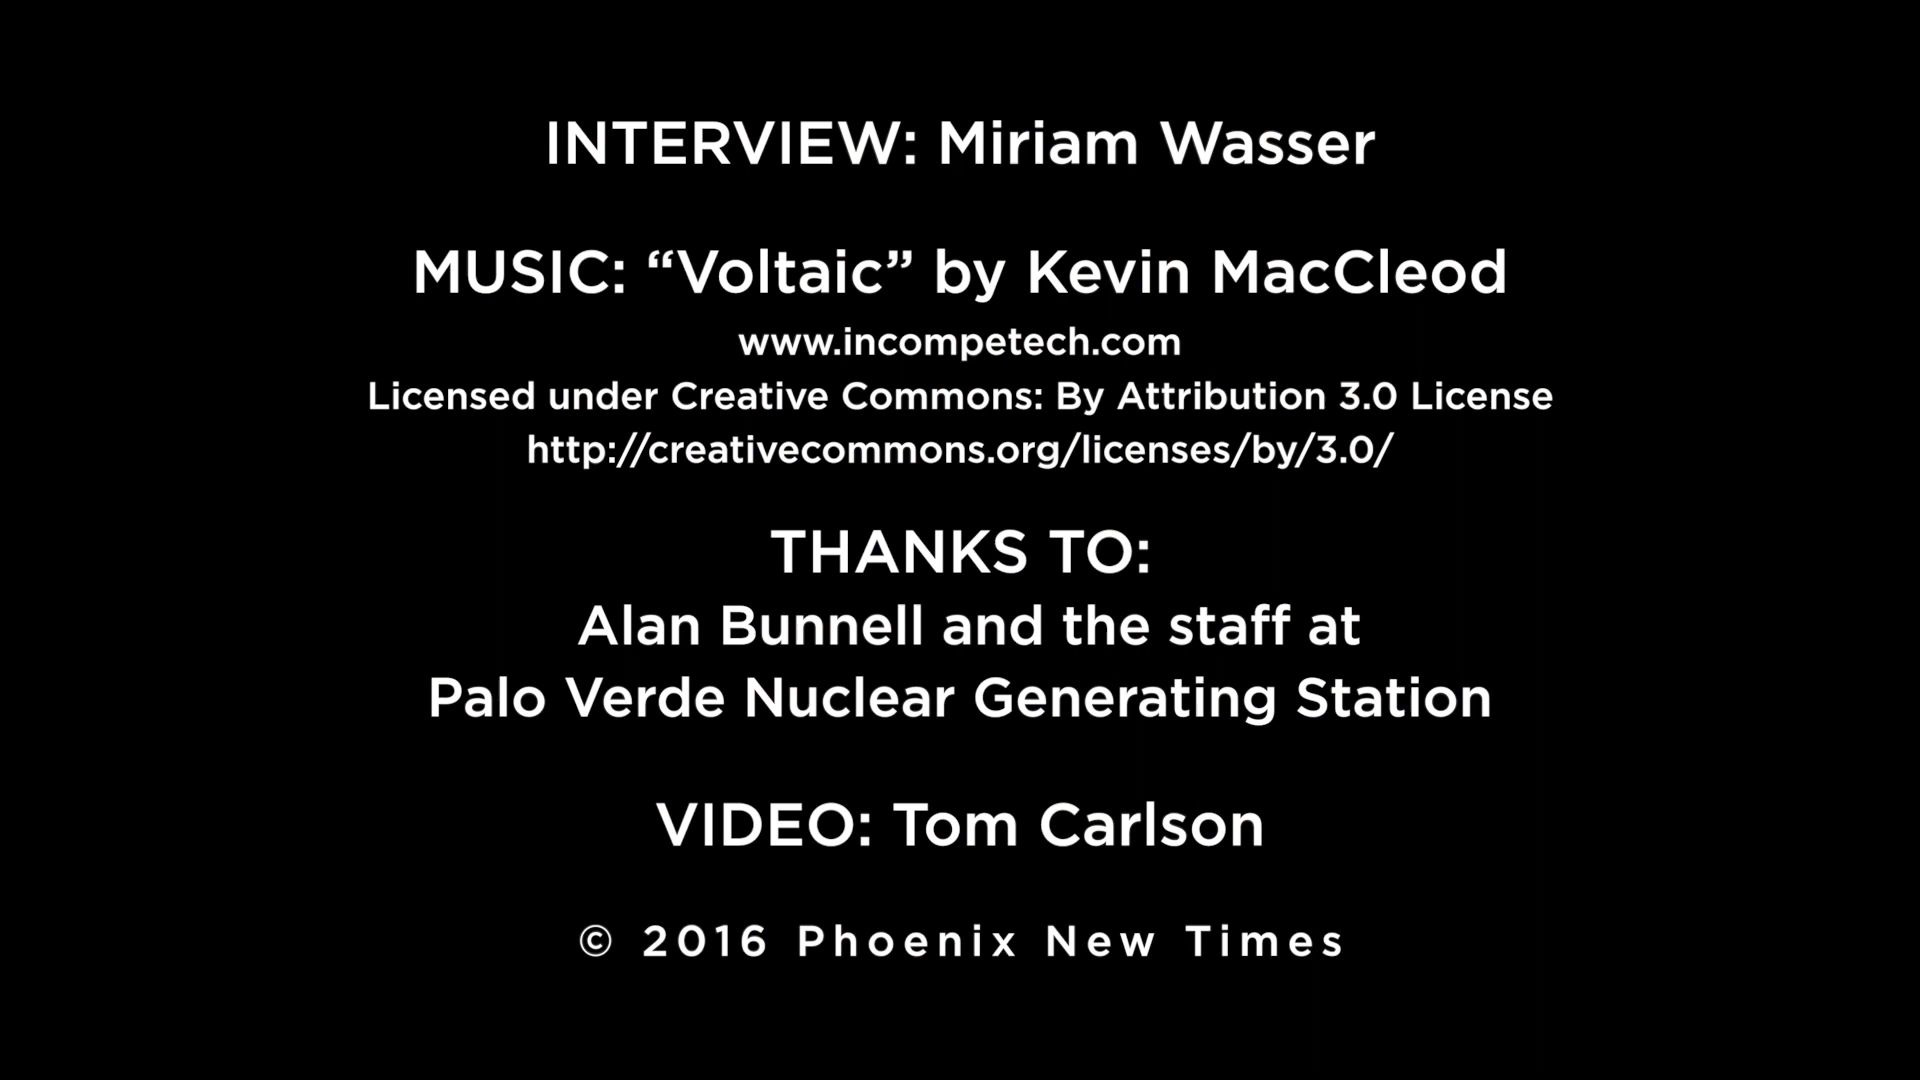 INTERVIEW: Miriam Wasser
MUSIC: “Voltaic” by Kevin MacCleod
www.incompetech.com
Licensed under Creative Commons: By Attribution 3.0 License
http://creativecommons.org/licenses/by/3.0/
THANKS TO:
Alan Bunnell and the staff at
Palo Verde Nuclear Generating Station
VIDEO: Tom Carlson
© 2016 Phoenix New Times